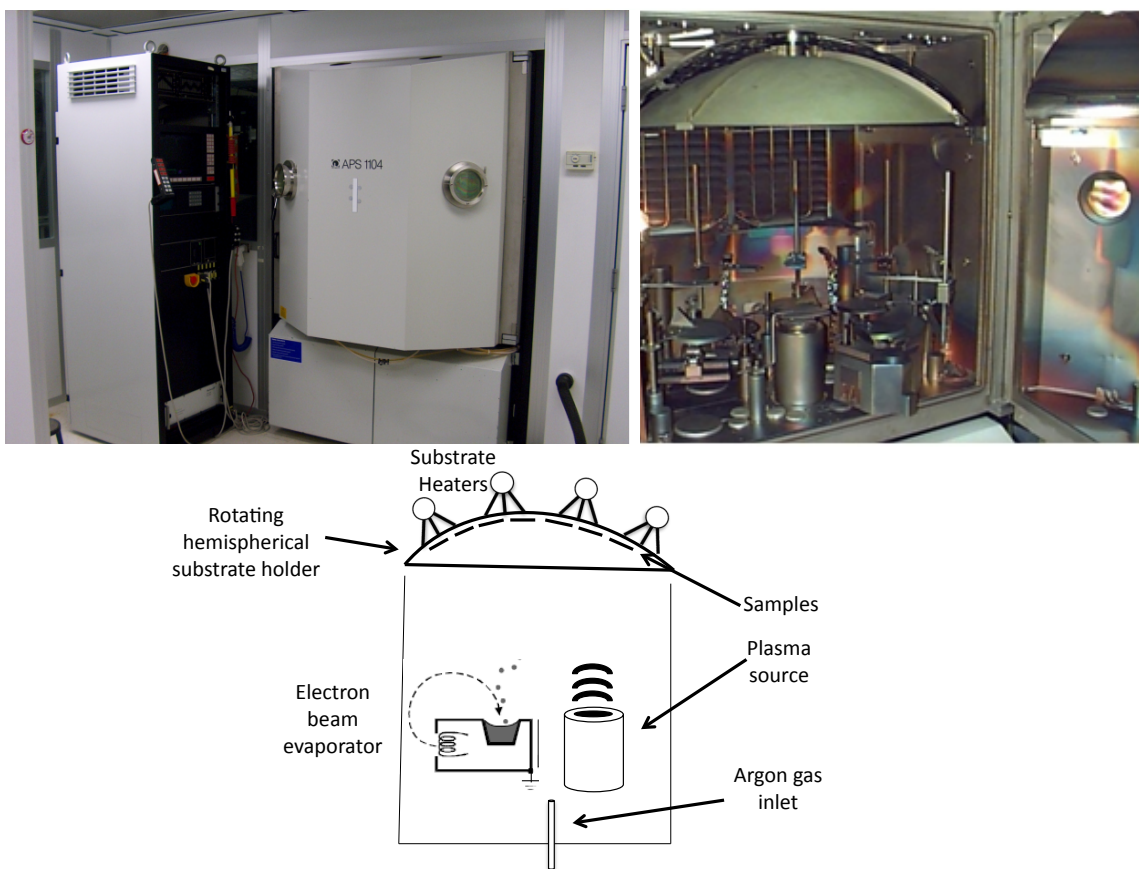 APS 1104
Substrate
Heaters
Rotating
hemispherical
substrate holder
Samples
Plasma
source
Electron
beam
evaporator
Argon gas
inlet